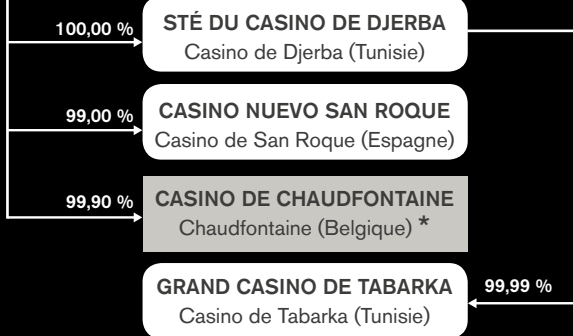 100,00 %
STÉ DU CASINO DE DJERBA
Casino de Djerba (Tunisie)
99,00 %
CASINO NUEVO SAN ROQUE
Casino de San Roque (Espagne)
99,90 %
CASINO DE CHAUDFONTAINE
Chaudfontaine (Belgique) *
GRAND CASINO DE TABARKA
Casino de Tabarka (Tunisie)
99,99 %